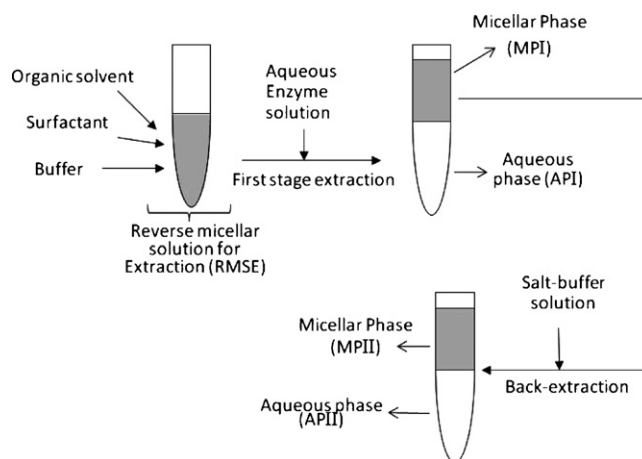 Organic solvent
Surfactant
Buffer
Reverse micellar
solution for
Extraction (RMSE)
Aqueous
Enzyme
solution
First stage extraction
Micellar Phase
(MPI)
Aqueous
phase (API)
Salt-buffer
solution
Back-extraction
Micellar Phase
(MPII)
Aqueous phase
(APII)